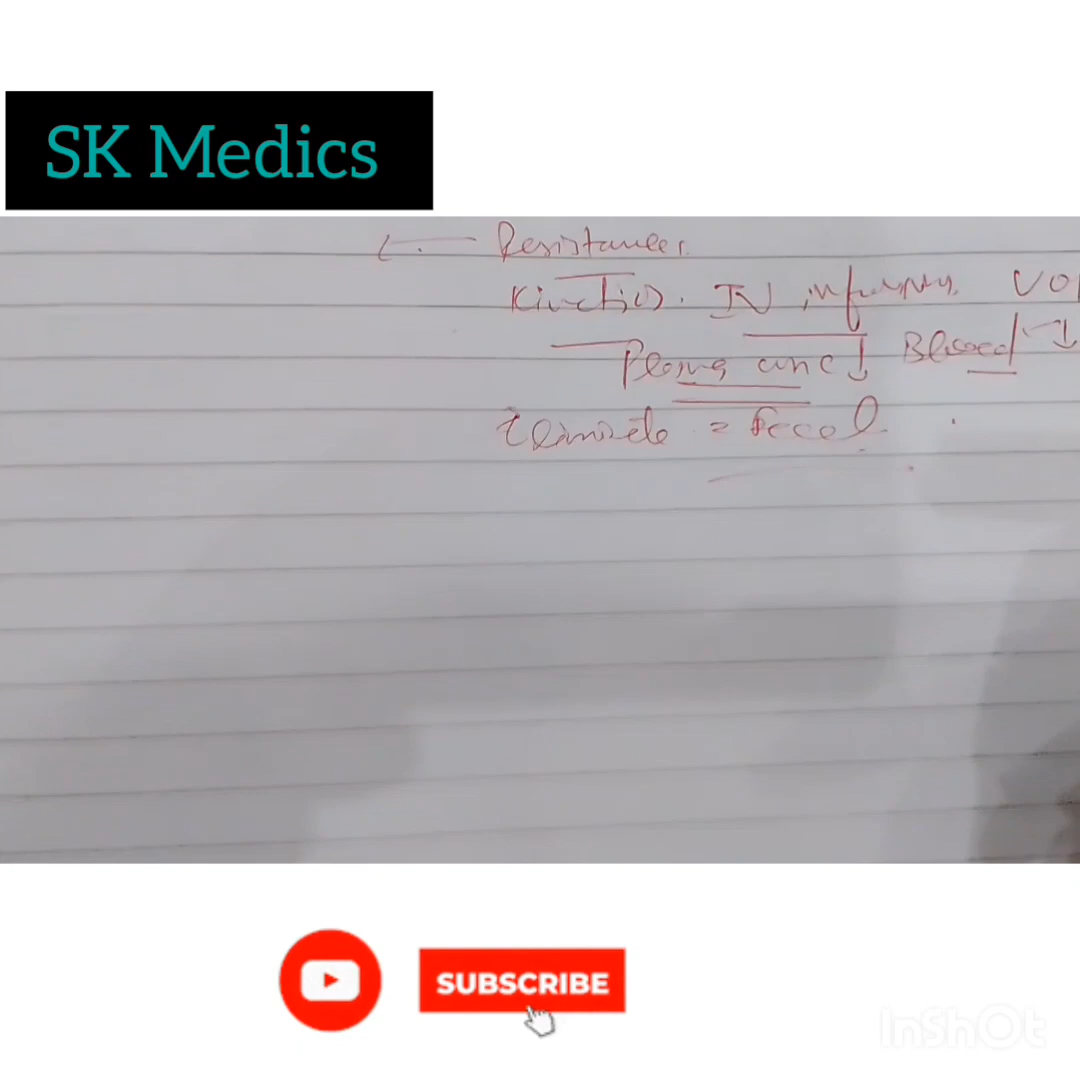 SK Medics
Resistance.
Kinetics. IV infusion. VO
Plasma conc ↓ Blood ↓
Eliminate = Fecal.
SUBSCRIBE
InShOt